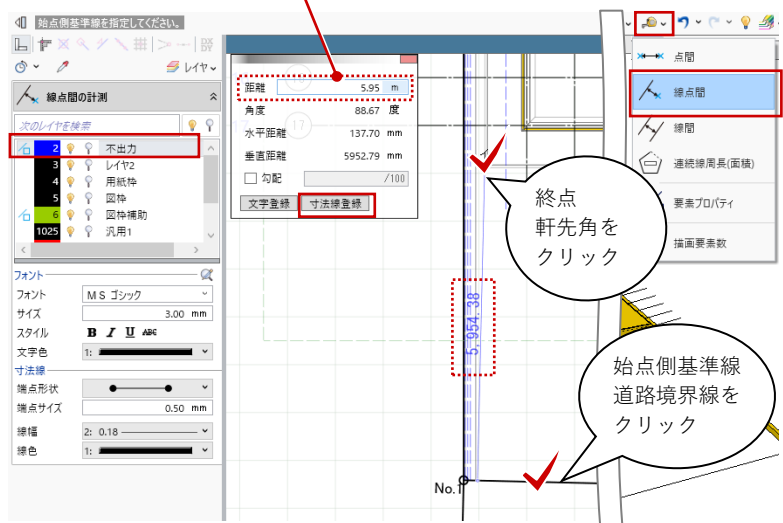 始点側基準線を指定してください。
レイヤ
線点間の計測
次のレイヤを検索
2 不出力
3 レイヤ2
4 用紙枠
5 図枠
6 図枠補助
1025 汎用1
フォント
フォント MS ゴシック
サイズ 3.00 mm
スタイル B I U ABC
文字色 1:
寸法線
端点形状
端点サイズ 0.50 mm
線幅 2: 0.18
線色 1:
距離 5.95 m
角度 88.67 度
水平距離 137.70 mm
垂直距離 5952.79 mm
勾配 /100
文字登録 寸法線登録
17
点間
線点間
線間
連続線周長(面積)
要素プロパティ
描画要素数
終点
軒先角を
クリック
5,954.38
始点側基準線
道路境界線を
クリック
No.1